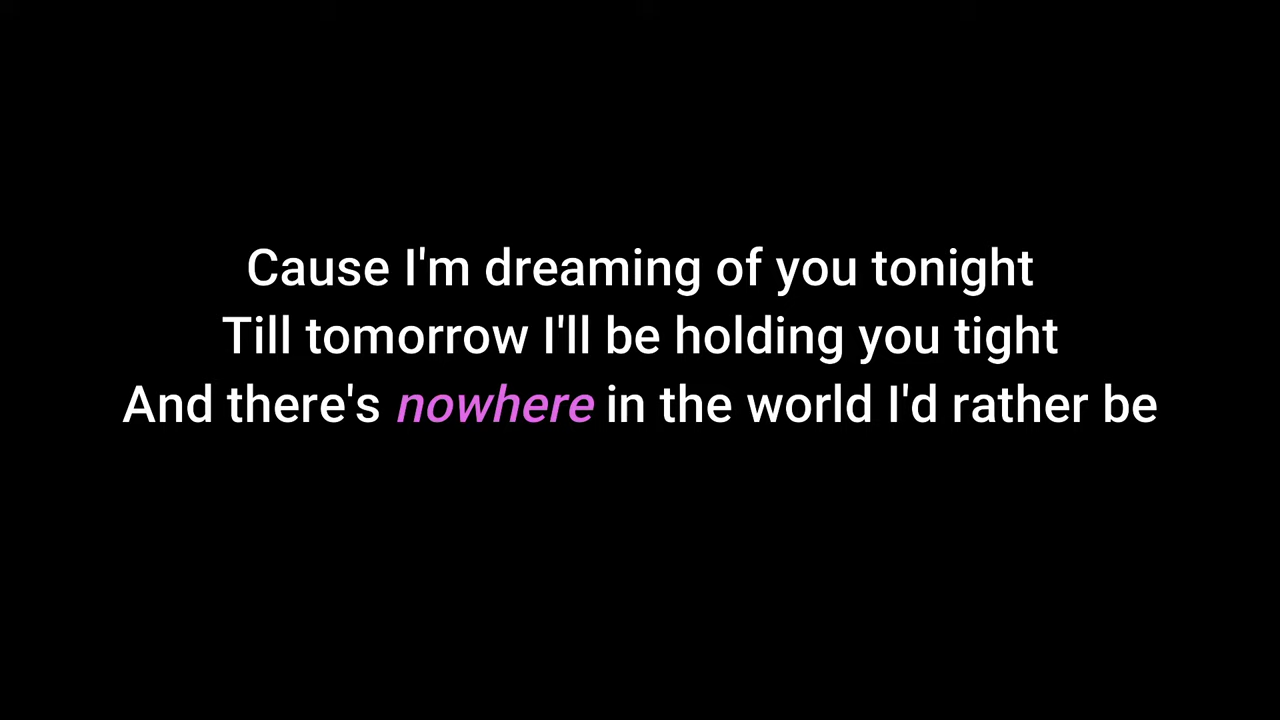 Cause I'm dreaming of you tonight
Till tomorrow I'll be holding you tight
And there's nowhere in the world I'd rather be